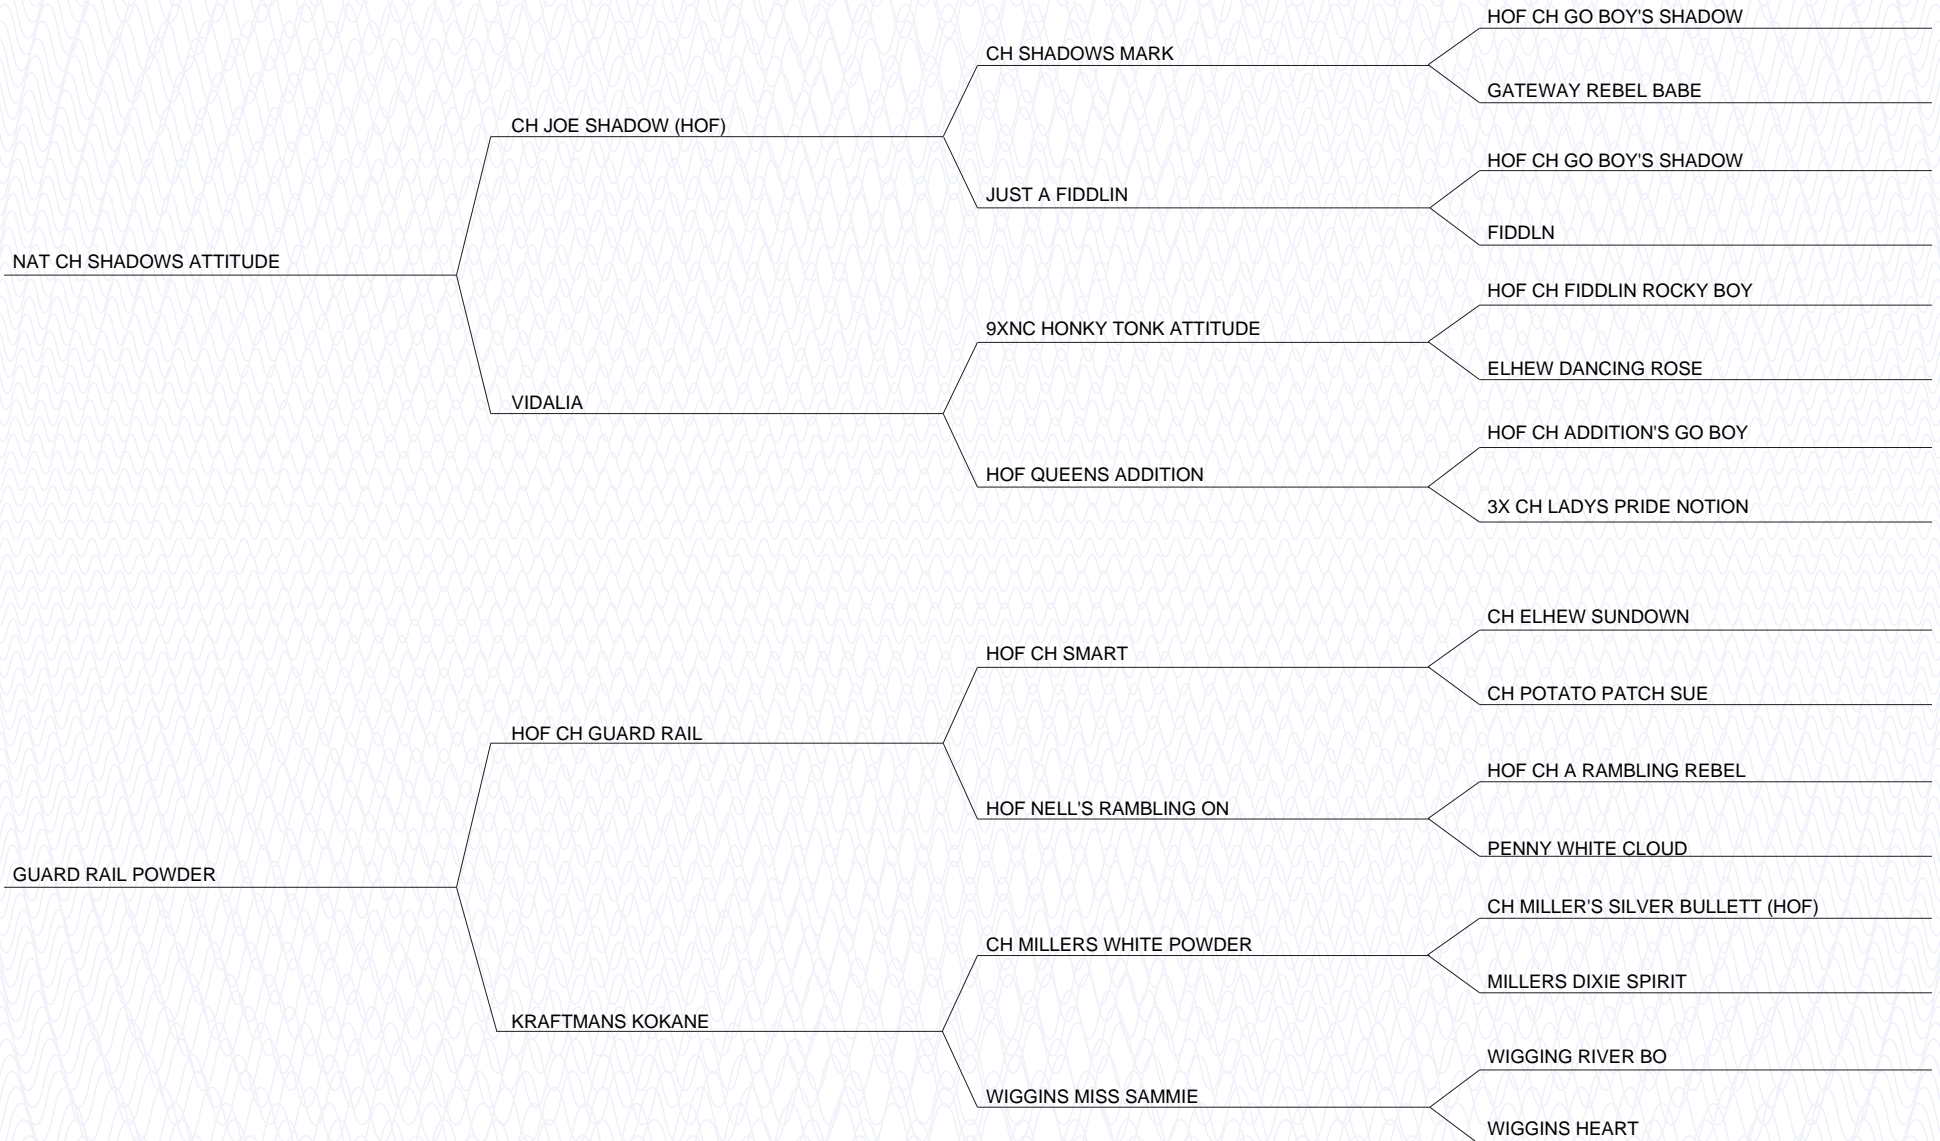 HOF CH GO BOY'S SHADOW
CH SHADOWS MARK
GATEWAY REBEL BABE
CH JOE SHADOW (HOF)
HOF CH GO BOY'S SHADOW
JUST A FIDDLIN
FIDDLN
NAT CH SHADOWS ATTITUDE
HOF CH FIDDLIN ROCKY BOY
9XNC HONKY TONK ATTITUDE
ELHEW DANCING ROSE
VIDALIA
HOF CH ADDITION'S GO BOY
HOF QUEENS ADDITION
3X CH LADYS PRIDE NOTION
CH ELHEW SUNDOWN
HOF CH SMART
CH POTATO PATCH SUE
HOF CH GUARD RAIL
HOF CH A RAMBLING REBEL
HOF NELL'S RAMBLING ON
PENNY WHITE CLOUD
GUARD RAIL POWDER
CH MILLER'S SILVER BULLETT (HOF)
CH MILLERS WHITE POWDER
MILLERS DIXIE SPIRIT
KRAFTMANS KOKANE
WIGGING RIVER BO
WIGGINS MISS SAMMIE
WIGGINS HEART